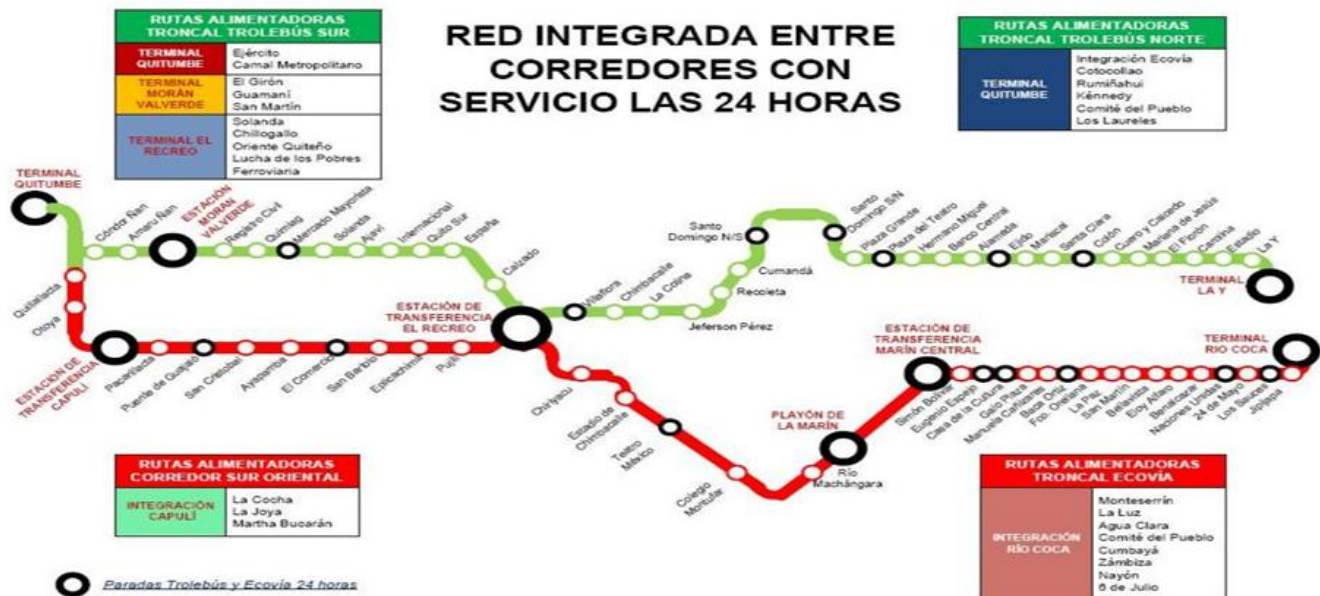 RED INTEGRADA ENTRE
CORREDORES CON
SERVICIO LAS 24 HORAS
RUTAS ALIMENTADORAS
TRONCAL TROLEBÚS SUR
TERMINAL
QUITUMBE
Ejército
Camal Metropolitano
TERMINAL
MORÁN
VALVERDE
El Girón
Guamaní
San Martín
TERMINAL EL
RECREO
Solanda
Chillogallo
Oriente Quiteño
Lucha de los Pobres
Ferroviaria
RUTAS ALIMENTADORAS
TRONCAL TROLEBÚS NORTE
TERMINAL
QUITUMBE
Integración Ecovía
Cotocollao
Rumiñahui
Kénnedy
Comité del Pueblo
Los Laureles
TERMINAL
QUITUMBE
Cóndor Ñan
Amaru Ñan
ESTACIÓN
MORAN
VALVERDE
Registro Civil
Quimiag
Mercado Mayorista
Solanda
Ajaví
Internacional
Quito Sur
España
Calzado
ESTACIÓN DE
TRANSFERENCIA
EL RECREO
Villaflora
Chimbacalle
La Colina
Jeferson Pérez
Recoleta
Cumandá
Santo
Domingo N/S
Santo
Domingo S/N
Plaza Grande
Plaza del Teatro
Hermano Miguel
Banco Central
Alameda
Ejido
Mariscal
Santa Clara
Colón
Cuero y Caicedo
Mariana de Jesús
El Florón
Carolina
Estadio
La Y
TERMINAL
LA Y
Quillallacta
Otoya
ESTACIÓN DE
TRANSFERENCIA
CAPULÍ
Pacarillacta
Puente de Guajaló
San Cristobal
Ayapamba
El Comercio
San Bartolo
Epiclachima
Pujilí
Chiriyacu
Estadio de
Chimbacalle
Teatro
México
Colegio
Montufar
PLAYÓN DE
LA MARÍN
Río
Machángara
ESTACIÓN DE
TRANSFERENCIA
MARÍN CENTRAL
Simón Bolívar
Eugenio Espejo
Casa de la Cultura
Galo Plaza
Manuela Cañizares
Baca Ortiz
Fco. Orellana
La Paz
San Martín
Bellavista
Eloy Alfaro
Benalcazar
Naciones Unidas
24 de Mayo
Los Sauces
Jipijapa
TERMINAL
RIO COCA
RUTAS ALIMENTADORAS
CORREDOR SUR ORIENTAL
INTEGRACIÓN
CAPULÍ
La Cocha
La Joya
Martha Bucarán
RUTAS ALIMENTADORAS
TRONCAL ECOVÍA
INTEGRACIÓN
RÍO COCA
Monteserrín
La Luz
Agua Clara
Comité del Pueblo
Cumbayá
Zámbiza
Nayón
6 de Julio
Paradas Trolebús y Ecovía 24 horas